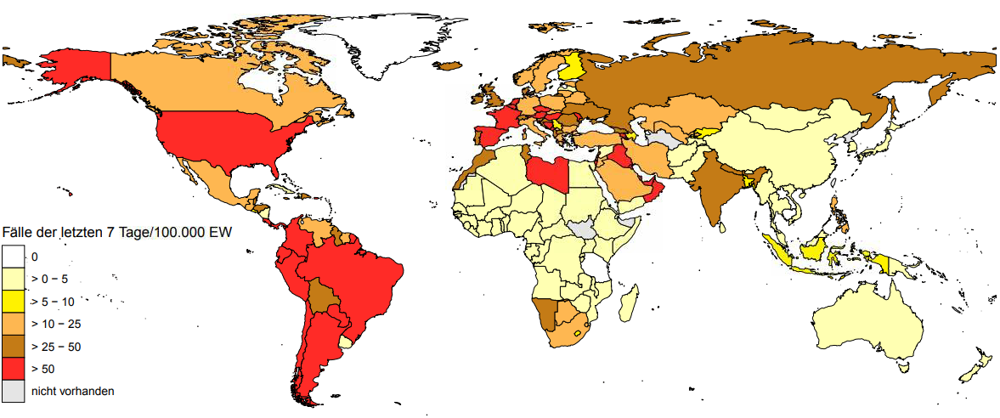 Fälle der letzten 7 Tage/100.000 EW
0
> 0 − 5
> 5 − 10
> 10 − 25
> 25 − 50
> 50
nicht vorhanden